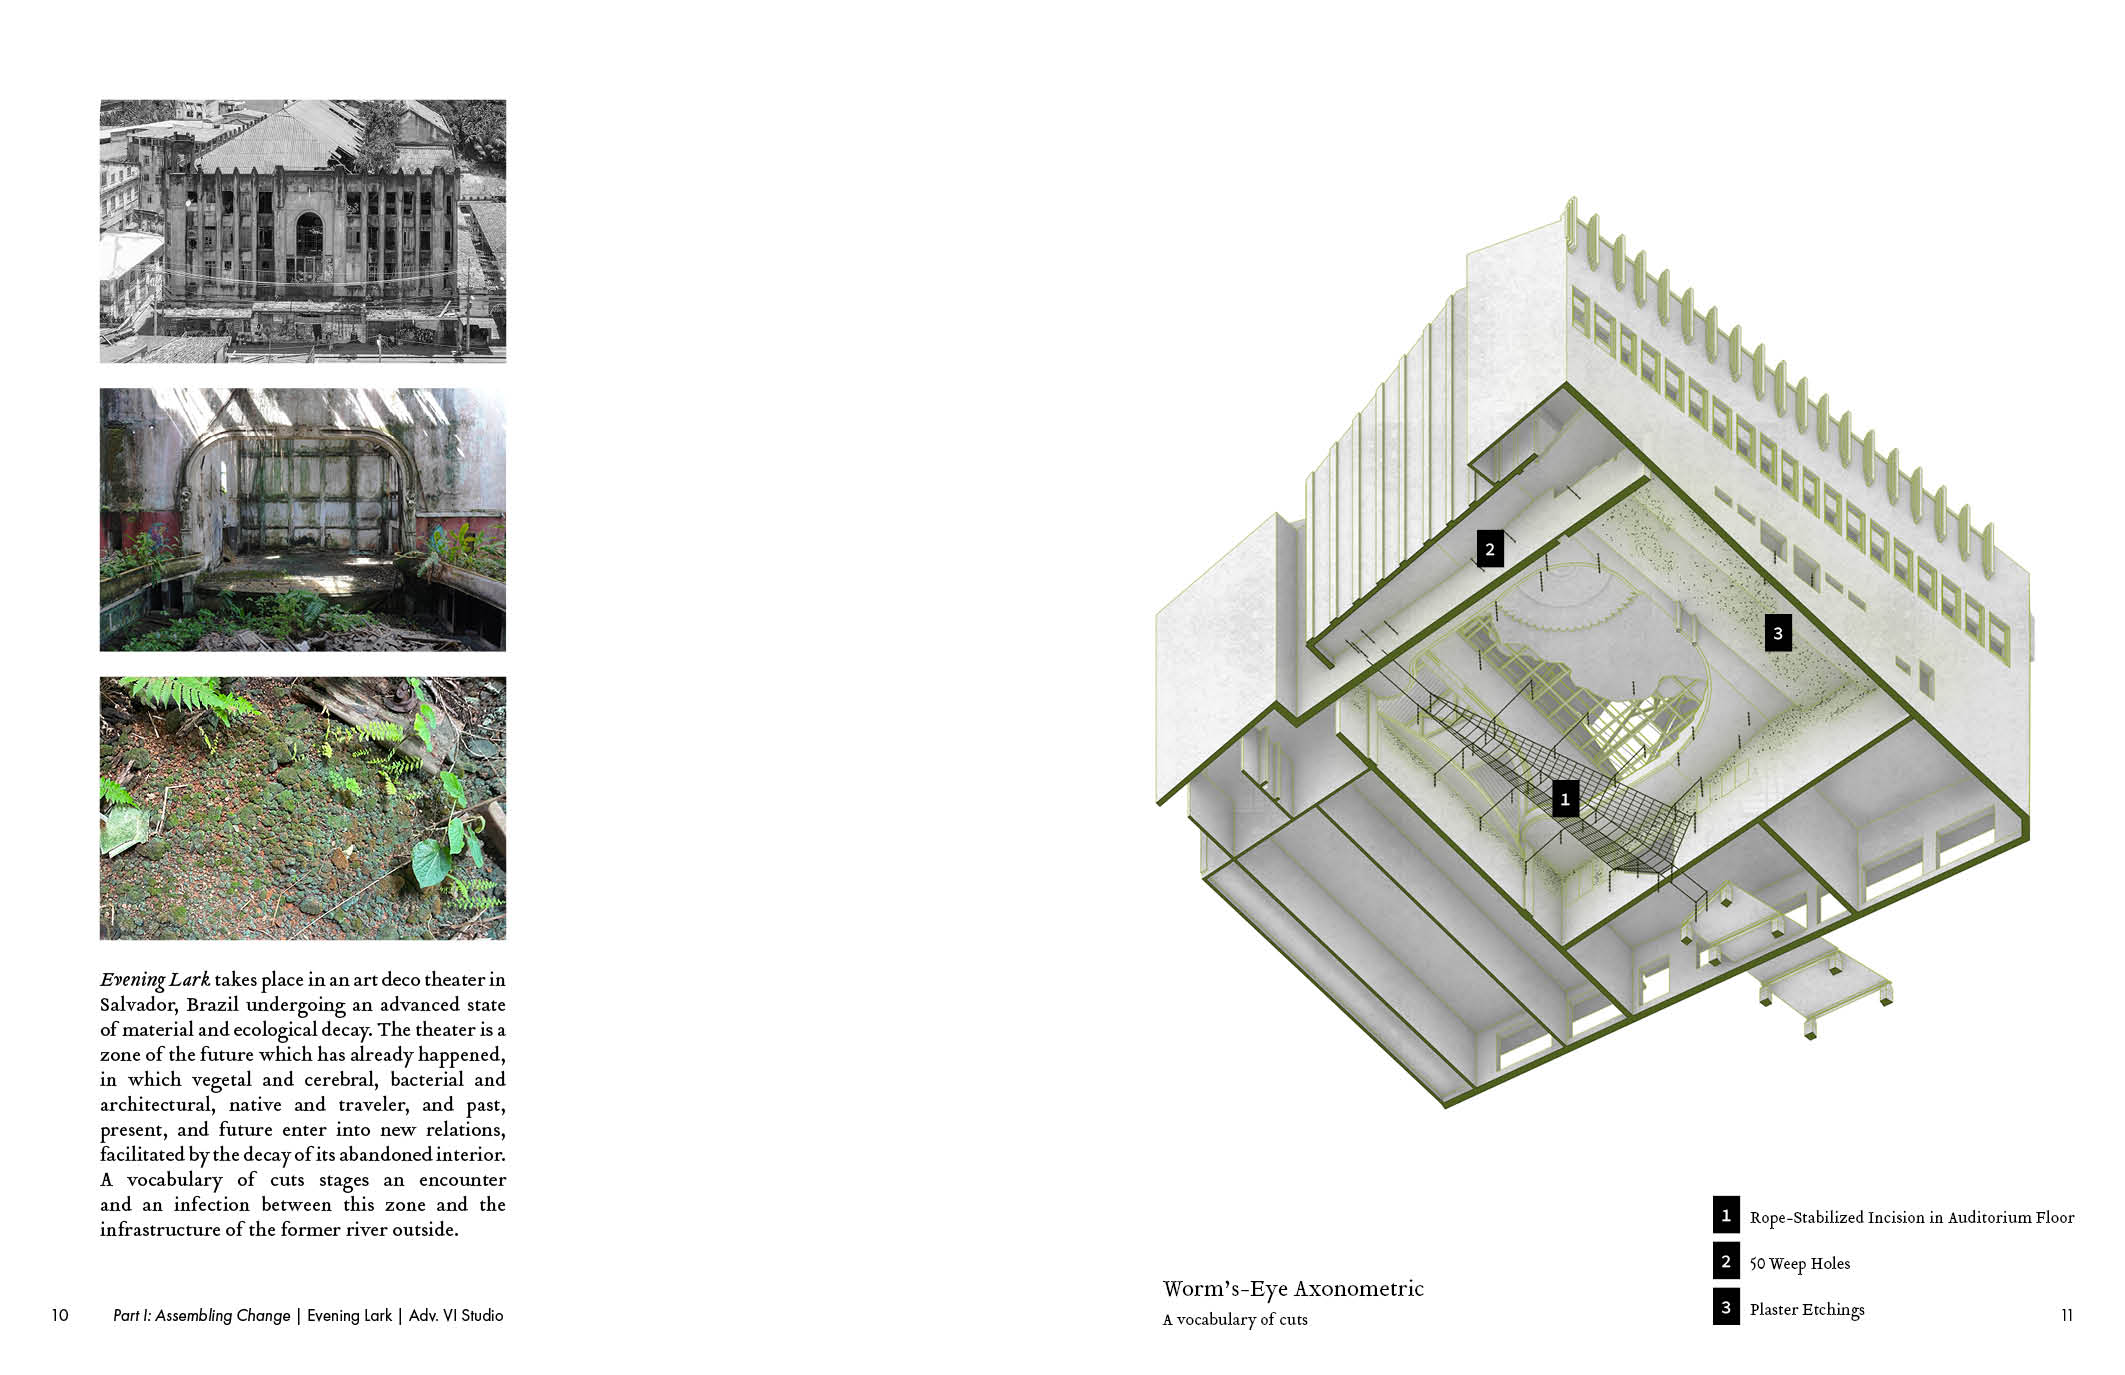 Evening Lark takes place in an art deco theater in
Salvador, Brazil undergoing an advanced state
of material and ecological decay. The theater is a
zone of the future which has already happened,
in which vegetal and cerebral, bacterial and
architectural, native and traveler, and past,
present, and future enter into new relations,
facilitated by the decay of its abandoned interior.
A vocabulary of cuts stages an encounter
and an infection between this zone and the
infrastructure of the former river outside.
10 Part I: Assembling Change | Evening Lark | Adv. VI Studio
2
3
1
1 Rope-Stabilized Incision in Auditorium Floor
2 50 Weep Holes
3 Plaster Etchings
Worm's-Eye Axonometric
A vocabulary of cuts
11